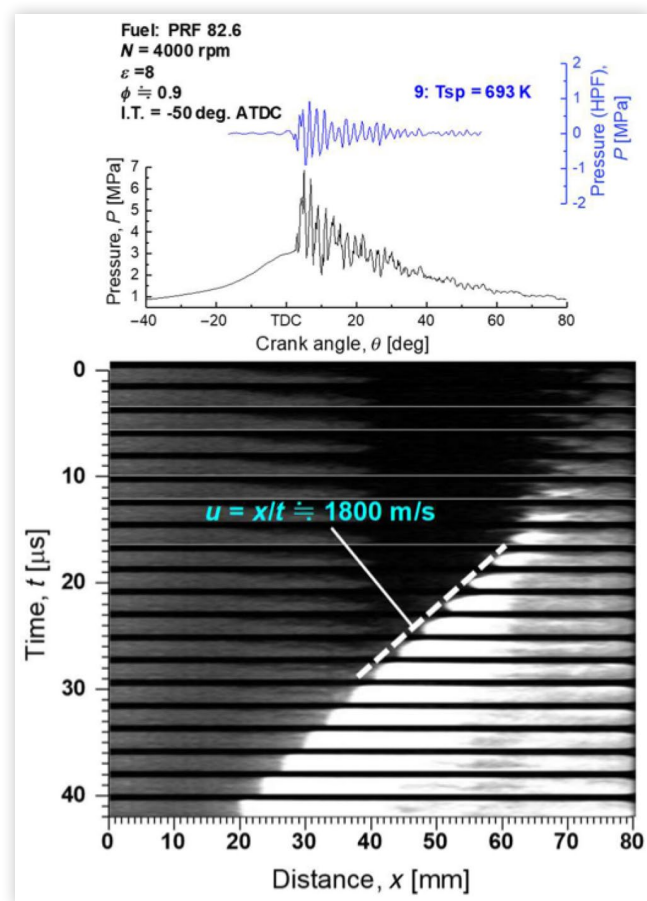 Fuel: PRF 82.6
N = 4000 rpm
ε =8
ϕ ≒ 0.9
I.T. = -50 deg. ATDC
9: Tsp = 693 K
2
1
0
-1
-2
Pressure (HPF),
P [MPa]
7
6
5
4
3
2
1
Pressure, P [MPa]
−40
−20
TDC
20
40
60
80
Crank angle, θ [deg]
0
10
20
30
40
Time, t [µs]
u = x/t ≒ 1800 m/s
0
10
20
30
40
50
60
70
80
Distance, x [mm]